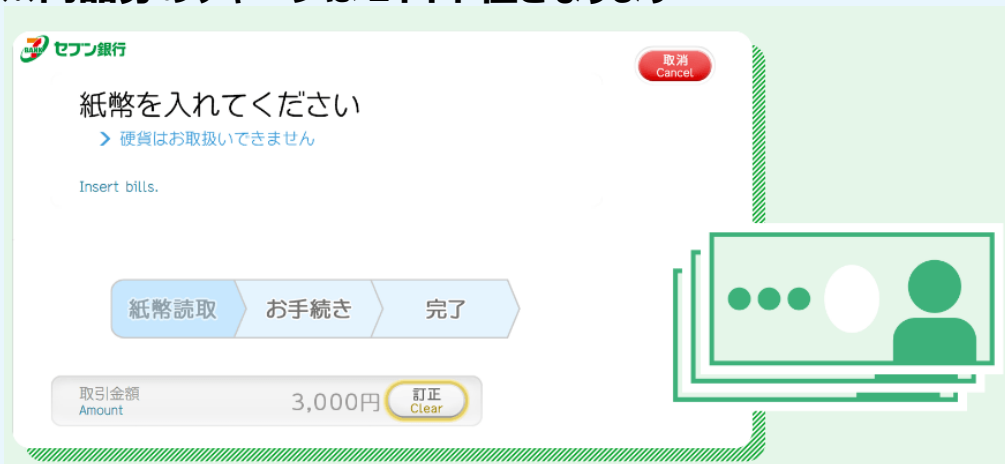 7 BANK セブン銀行
取消
Cancel
紙幣を入れてください
> 硬貨はお取扱いできません
Insert bills.
紙幣読取 お手続き 完了
取引金額
Amount
3,000円
訂正
Clear